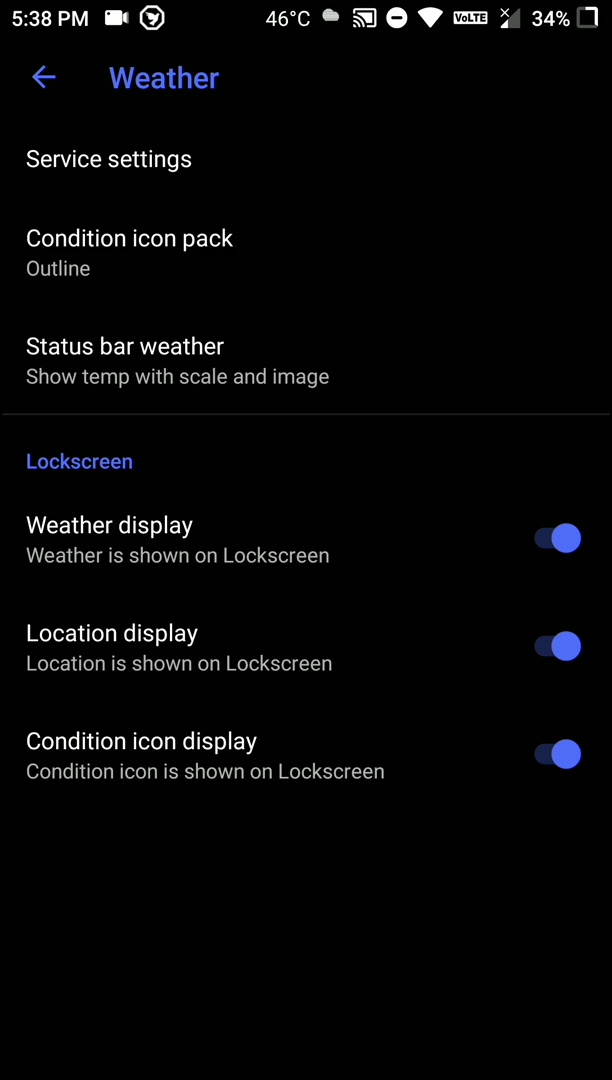 5:38 PM 46°C VoLTE 34%
Weather
Service settings
Condition icon pack
Outline
Status bar weather
Show temp with scale and image
Lockscreen
Weather display
Weather is shown on Lockscreen
Location display
Location is shown on Lockscreen
Condition icon display
Condition icon is shown on Lockscreen